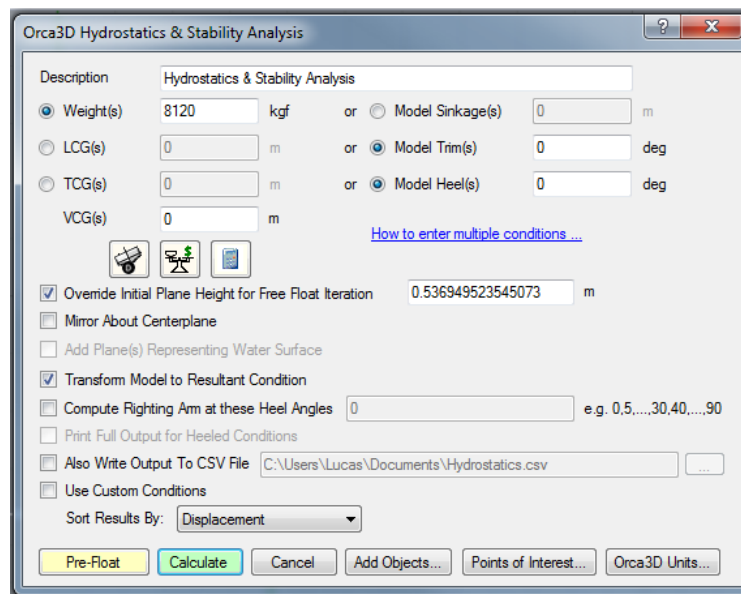 Orca3D Hydrostatics & Stability Analysis
Description Hydrostatics & Stability Analysis
Weight(s) 8120 kgf or Model Sinkage(s) 0 m
LCG(s) 0 m or Model Trim(s) 0 deg
TCG(s) 0 m or Model Heel(s) 0 deg
VCG(s) 0 m
How to enter multiple conditions ...
Override Initial Plane Height for Free Float Iteration 0.536949523545073 m
Mirror About Centerplane
Add Plane(s) Representing Water Surface
Transform Model to Resultant Condition
Compute Righting Arm at these Heel Angles 0 e.g. 0,5,...,30,40,...,90
Print Full Output for Heeled Conditions
Also Write Output To CSV File C:\Users\Lucas\Documents\Hydrostatics.csv ...
Use Custom Conditions
Sort Results By: Displacement
Pre-Float Calculate Cancel Add Objects... Points of Interest... Orca3D Units...